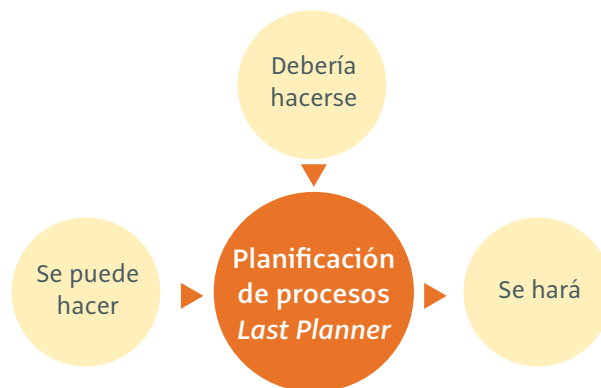 Debería
hacerse
Se puede
hacer
Planificación
de procesos
Last Planner
Se hará